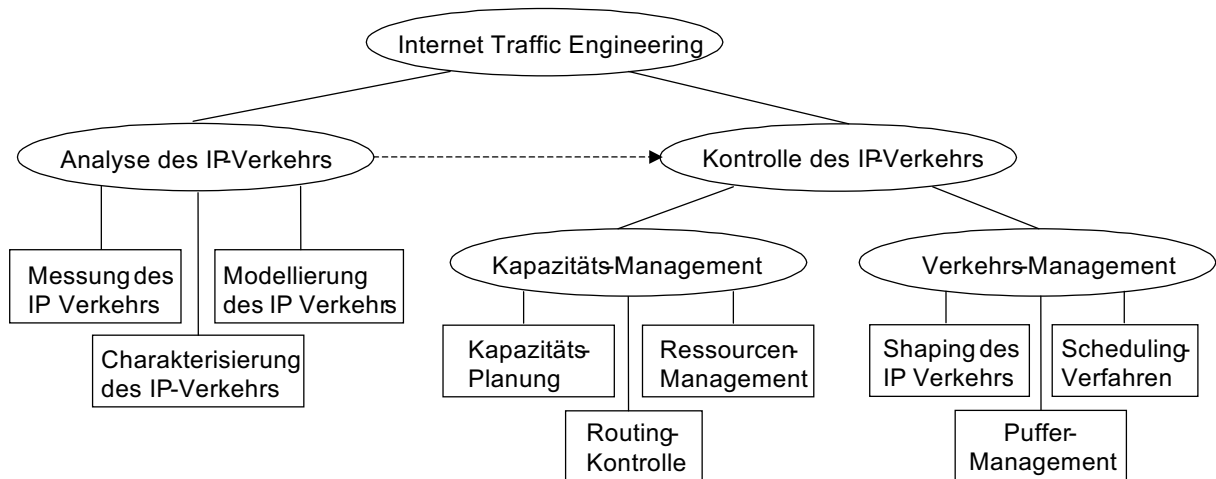 Internet Traffic Engineering
Analyse des IP-Verkehrs
Kontrolle des IP-Verkehrs
Messung des
IP Verkehrs
Modellierung
des IP Verkehrs
Charakterisierung
des IP-Verkehrs
Kapazitäts-Management
Verkehrs-Management
Kapazitäts-
Planung
Ressourcen-
Management
Routing-
Kontrolle
Shaping des
IP Verkehrs
Scheduling-
Verfahren
Puffer-
Management